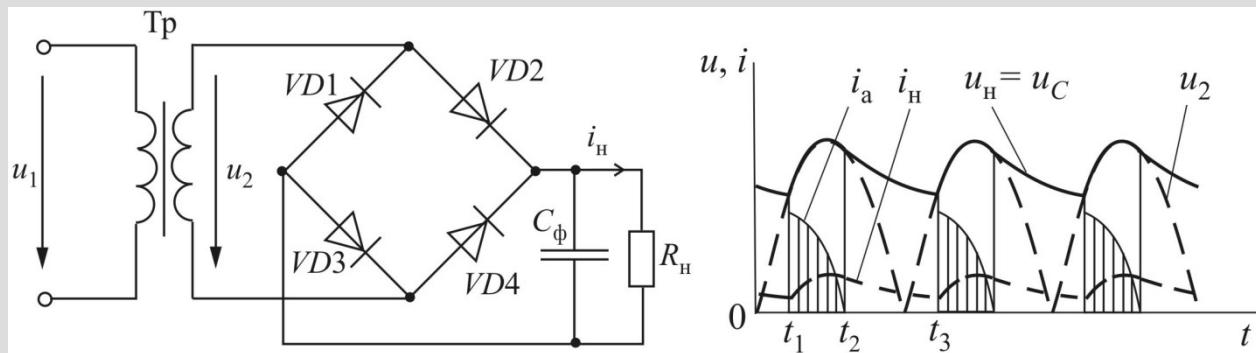 Тр
VD1
VD2
u1
u2
VD3
VD4
iн
Cф
Rн
u, i
iа
iн
uн = uC
u2
0
t1
t2
t3
t